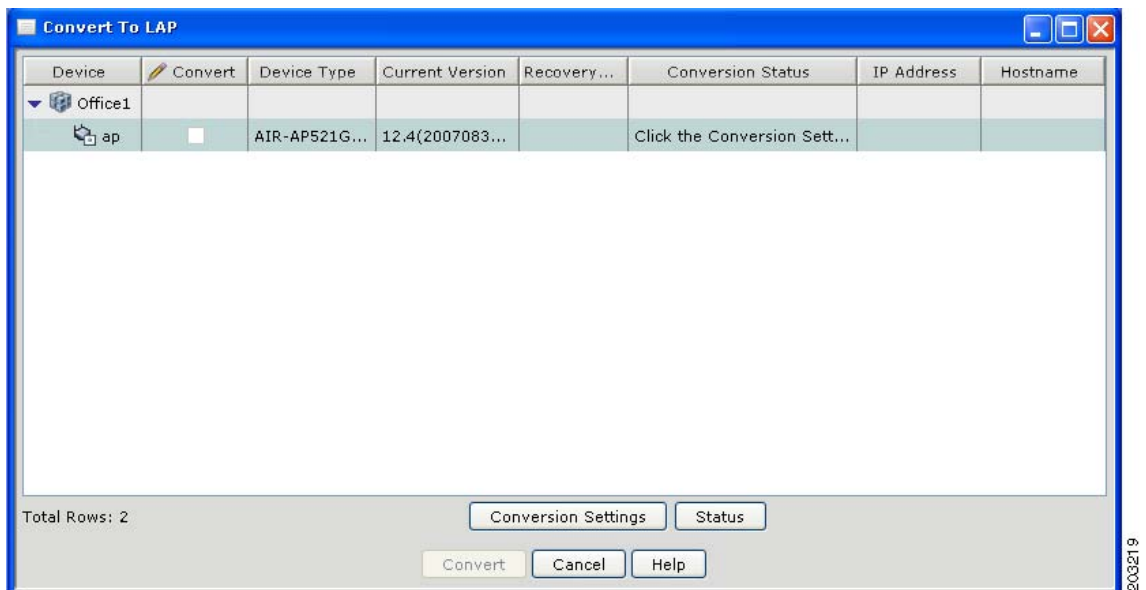 Convert To LAP
Device Convert Device Type Current Version Recovery... Conversion Status IP Address Hostname
Office1
ap AIR-AP521G... 12.4(2007083... Click the Conversion Sett...
Total Rows: 2 Conversion Settings Status
Convert Cancel Help
203219